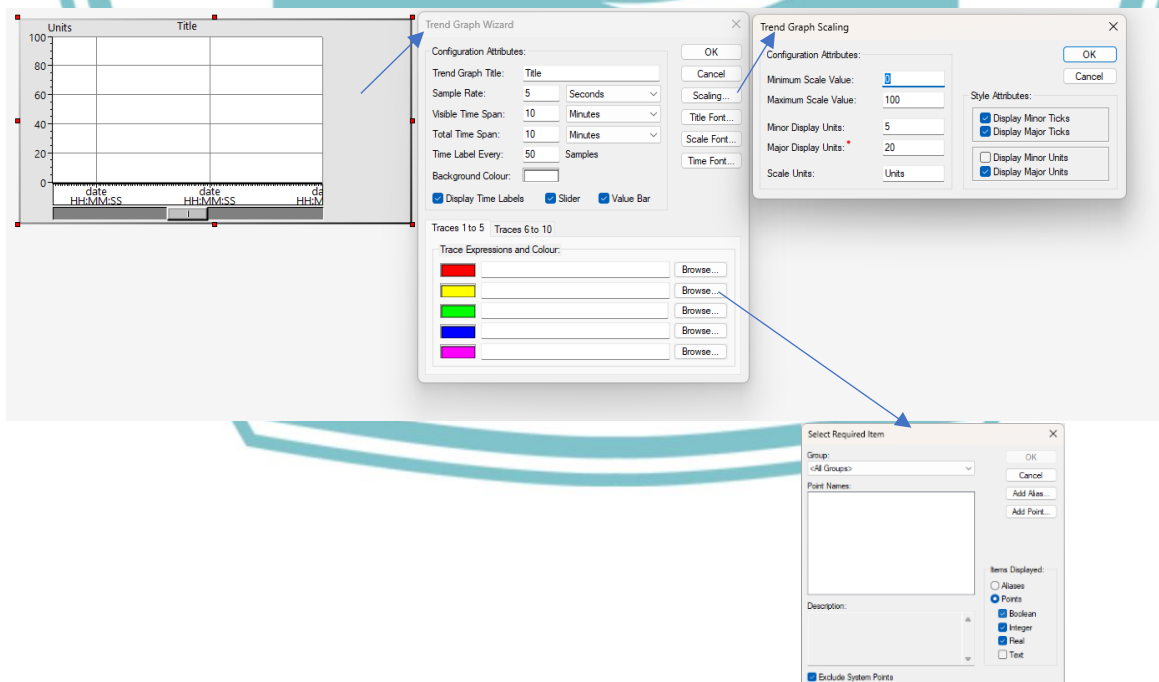 Units Title
100
80
60
40
20
0
date date da
HH:MM:SS HH:MM:SS HH:M
Trend Graph Wizard
Configuration Attributes:
Trend Graph Title: Title
Sample Rate: 5 Seconds
Visible Time Span: 10 Minutes
Total Time Span: 10 Minutes
Time Label Every: 50 Samples
Background Colour:
Display Time Labels Slider Value Bar
OK
Cancel
Scaling...
Title Font...
Scale Font...
Time Font...
Traces 1 to 5 Traces 6 to 10
Trace Expressions and Colour:
Browse...
Browse...
Browse...
Browse...
Browse...
Trend Graph Scaling
Configuration Attributes:
Minimum Scale Value: 0
Maximum Scale Value: 100
Minor Display Units: 5
Major Display Units: 20
Scale Units: Units
OK
Cancel
Style Attributes:
Display Minor Ticks
Display Major Ticks
Display Minor Units
Display Major Units
Select Required Item
Group:
<All Groups>
Point Names:
Description:
Exclude System Points
OK
Cancel
Add Alias...
Add Point...
Items Displayed:
Aliases
Points
Boolean
Integer
Real
Text